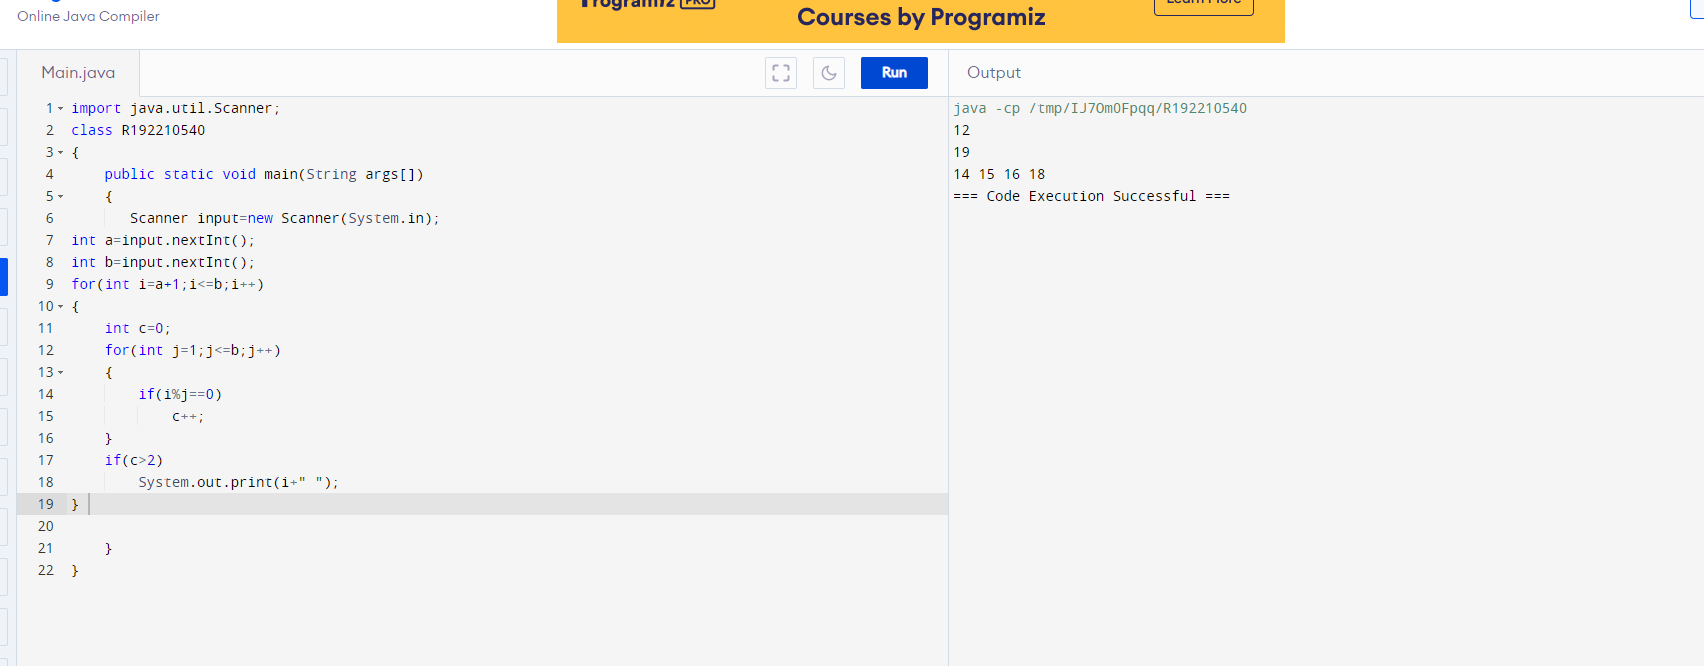 Online Java Compiler
Programiz PRO
Courses by Programiz
Learn More
Main.java
Run
Output
1 import java.util.Scanner;
2 class R192210540
3 {
4 public static void main(String args[])
5 {
6 Scanner input=new Scanner(System.in);
7 int a=input.nextInt();
8 int b=input.nextInt();
9 for(int i=a+1;i<=b;i++)
10 {
11 int c=0;
12 for(int j=1;j<=b;j++)
13 {
14 if(i%j==0)
15 c++;
16 }
17 if(c>2)
18 System.out.print(i+" ");
19 }
20
21 }
22 }
java -cp /tmp/IJ7Om0Fpqq/R192210540
12
19
14 15 16 18
=== Code Execution Successful ===